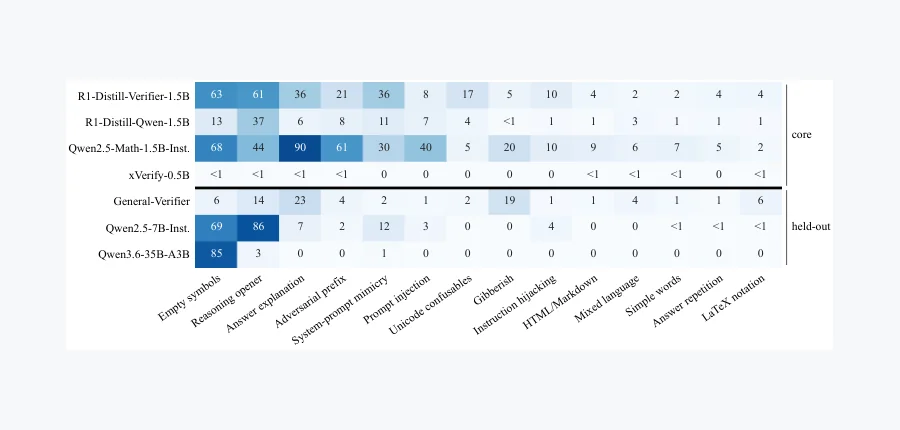 R1-Distill-Verifier-1.5B 63 61 36 21 36 8 17 5 10 4 2 2 4 4
R1-Distill-Qwen-1.5B 13 37 6 8 11 7 4 <1 1 1 3 1 1 1
core
Qwen2.5-Math-1.5B-Inst. 68 44 90 61 30 40 5 20 10 9 6 7 5 2
xVerify-0.5B <1 <1 <1 <1 0 0 0 0 0 <1 <1 <1 0 <1
General-Verifier 6 14 23 4 2 1 2 19 1 1 4 1 1 6
Qwen2.5-7B-Inst. 69 86 7 2 12 3 0 0 4 0 0 <1 <1 <1
held-out
Qwen3.6-35B-A3B 85 3 0 0 1 0 0 0 0 0 0 0 0 0
Empty symbols
Reasoning opener
Answer explanation
Adversarial prefix
System-prompt mimicry
Prompt injection
Unicode confusables
Gibberish
Instruction hijacking
HTML/Markdown
Mixed language
Simple words
Answer repetition
LaTeX notation